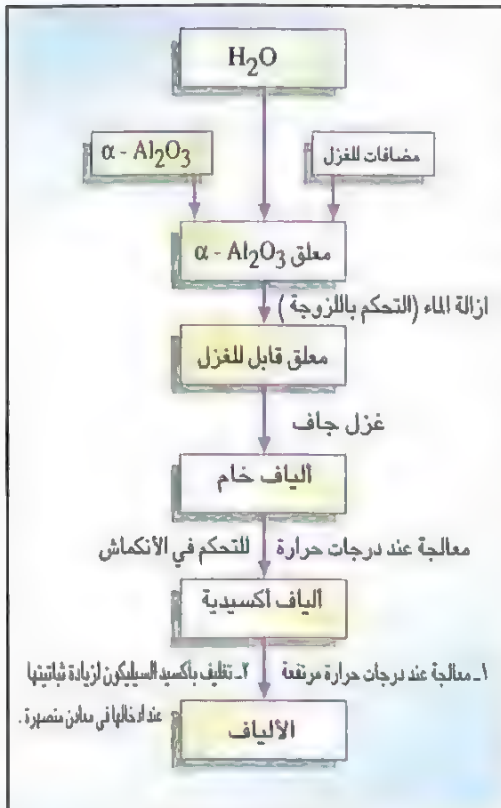 H₂O
α - Al₂O₃
مضافات للغزل
معلق α - Al₂O₃
ازالة الماء (التحكم باللزوجة)
معلق قابل للغزل
غزل جاف
ألياف خام
معالجة عند درجات حرارة للتحكم في الأنكماش
ألياف أكسيدية
١ـ معالجة عند درجات حرارة مرتفعة
٢ـ تغليف بأكسيد السيليكون لزيادة ثباتيتها
عند ادخالها في معادن منصهرة .
الألياف